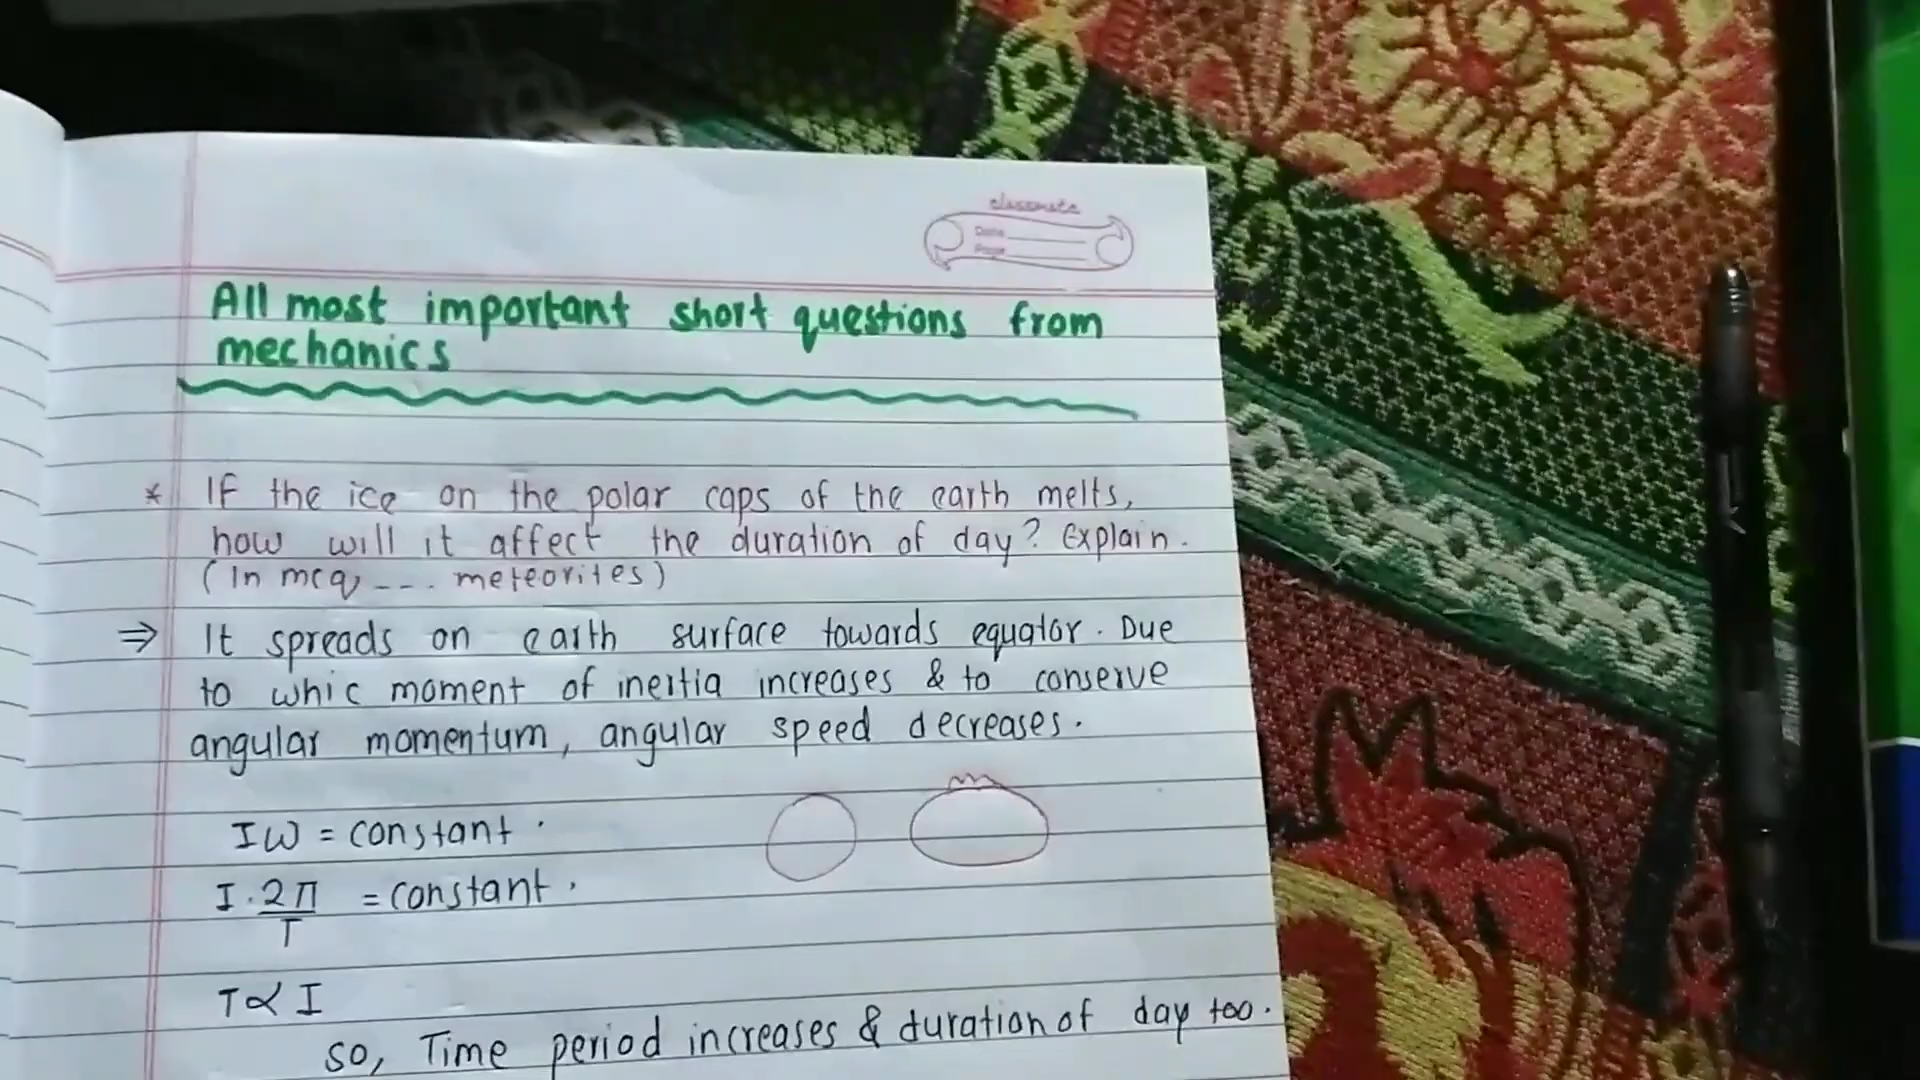 classmate
Date
Page
All most important short questions from
mechanics
* If the ice on the polar caps of the earth melts,
how will it affect the duration of day? Explain.
(In mcq --- meteorites)
⇒ It spreads on earth surface towards equator. Due
to whic moment of inertia increases & to conserve
angular momentum, angular speed decreases.
Iω = constant.
I. 2π/T = constant.
T∝I
so, Time period increases & duration of day too.